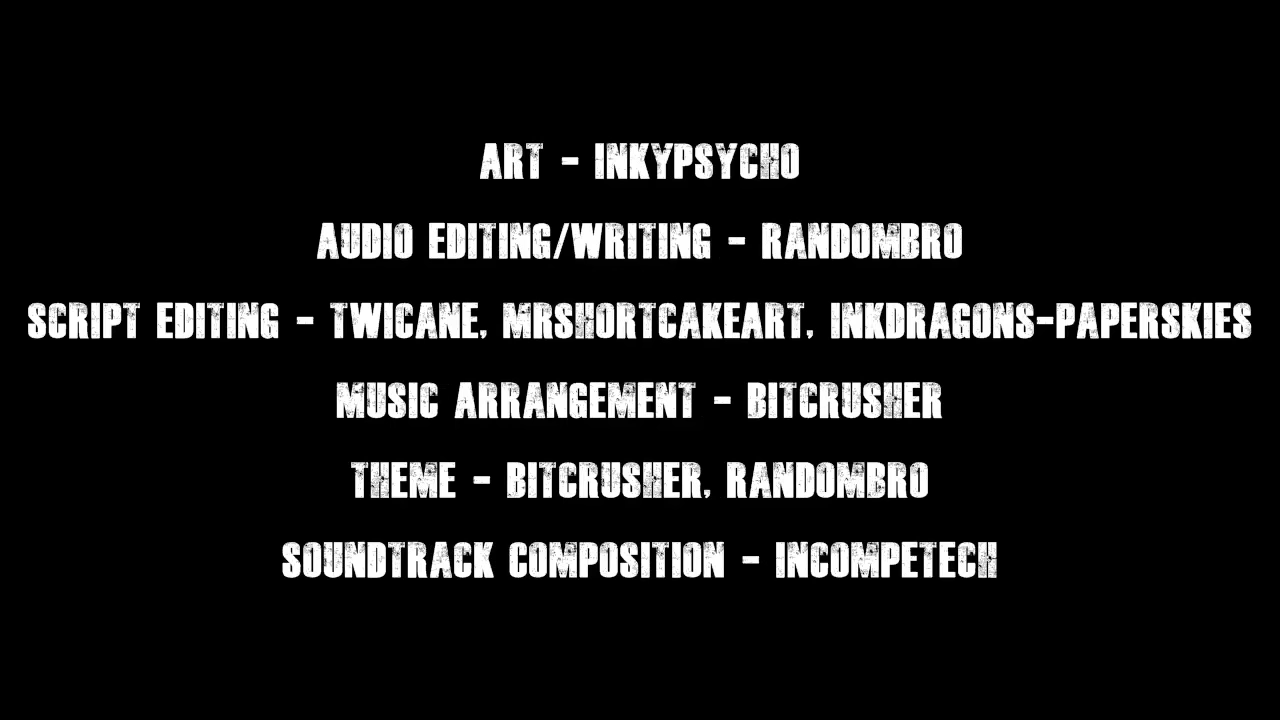 ART - INKYPSYCHO
AUDIO EDITING/WRITING - RANDOMBRO
SCRIPT EDITING - TWICANE, MRSHORTCAKEART, INKDRAGONS-PAPERSKIES
MUSIC ARRANGEMENT - BITCRUSHER
THEME - BITCRUSHER, RANDOMBRO
SOUNDTRACK COMPOSITION - INCOMPETECH